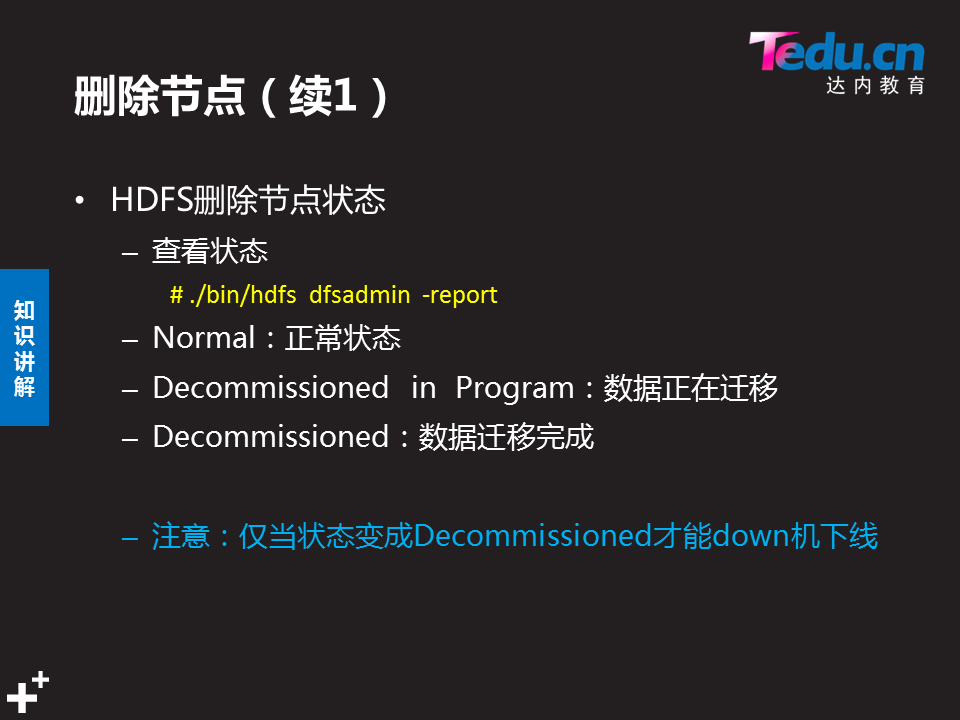 Tedu.cn
达内教育
删除节点（续1）
• HDFS删除节点状态
– 查看状态
# ./bin/hdfs dfsadmin -report
– Normal：正常状态
– Decommissioned in Program：数据正在迁移
– Decommissioned：数据迁移完成
– 注意：仅当状态变成Decommissioned才能down机下线
知
识
讲
解